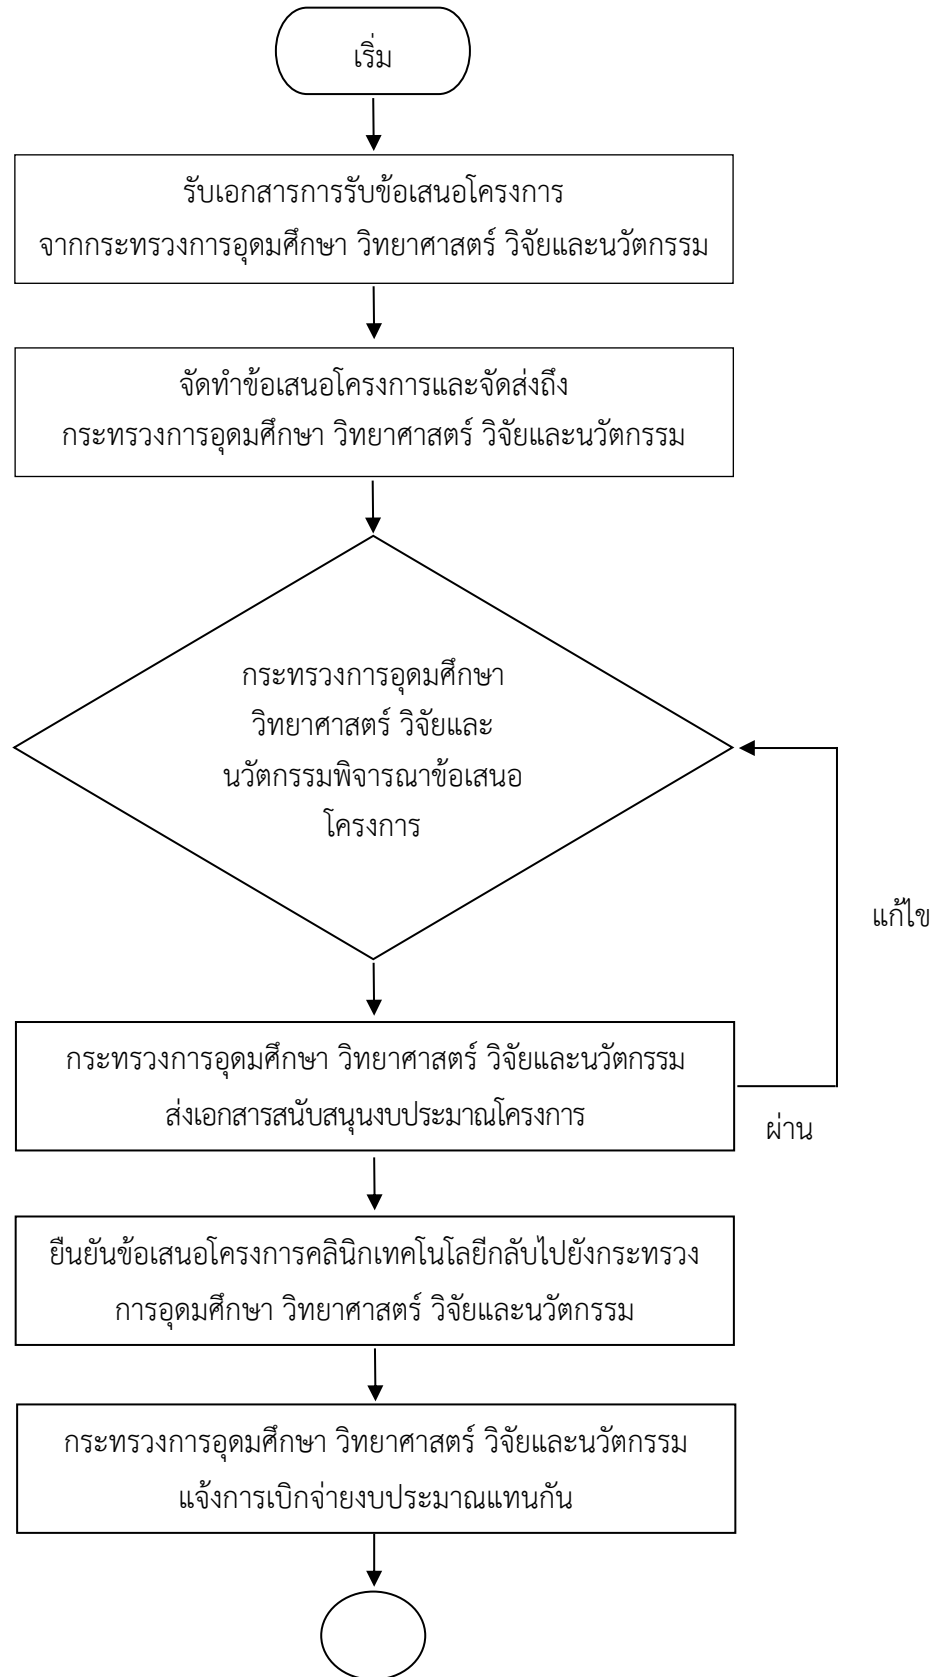 เริ่ม
รับเอกสารการรับข้อเสนอโครงการ
จากกระทรวงการอุดมศึกษา วิทยาศาสตร์ วิจัยและนวัตกรรม
จัดทำข้อเสนอโครงการและจัดส่งถึง
กระทรวงการอุดมศึกษา วิทยาศาสตร์ วิจัยและนวัตกรรม
กระทรวงการอุดมศึกษา
วิทยาศาสตร์ วิจัยและ
นวัตกรรมพิจารณาข้อเสนอ
โครงการ
แก้ไข
กระทรวงการอุดมศึกษา วิทยาศาสตร์ วิจัยและนวัตกรรม
ส่งเอกสารสนับสนุนงบประมาณโครงการ
ผ่าน
ยืนยันข้อเสนอโครงการคลินิกเทคโนโลยีกลับไปยังกระทรวง
การอุดมศึกษา วิทยาศาสตร์ วิจัยและนวัตกรรม
กระทรวงการอุดมศึกษา วิทยาศาสตร์ วิจัยและนวัตกรรม
แจ้งการเบิกจ่ายงบประมาณแทนกัน